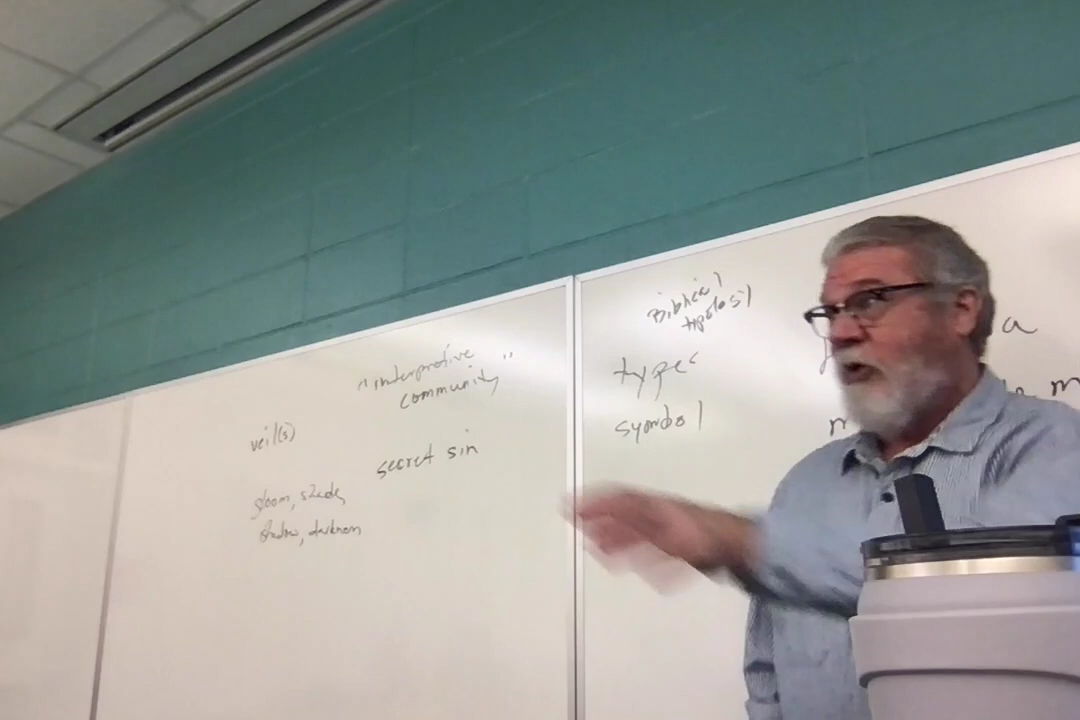 "interpretive
community"
veil(s)
secret sin
gloom, shade,
shadow, darkness
Biblical
typology
types
symbol
a
m